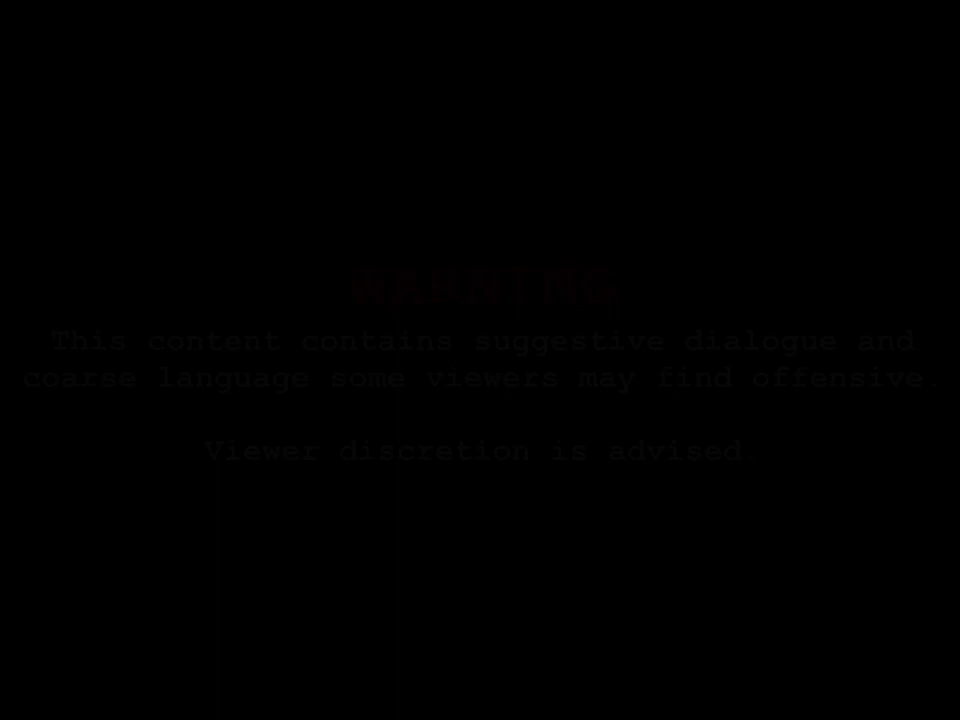 WARNING
This content contains suggestive dialogue and
coarse language some viewers may find offensive.
Viewer discretion is advised.